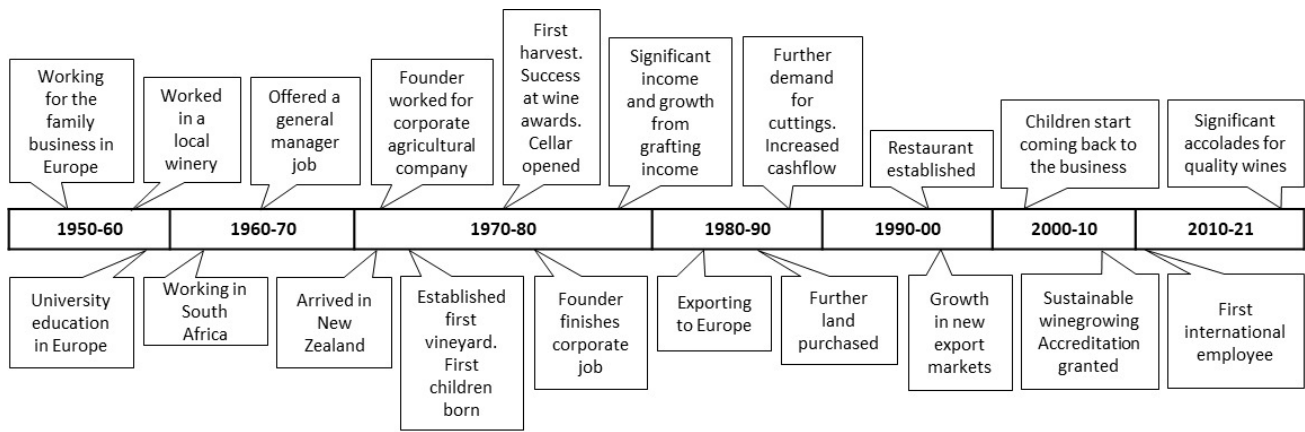 Working
for the
family
business in
Europe
Worked
in a
local
winery
Offered a
general
manager
job
Founder
worked for
corporate
agricultural
company
First
harvest.
Success
at wine
awards.
Cellar
opened
Significant
income
and growth
from
grafting
income
Further
demand
for
cuttings.
Increased
cashflow
Restaurant
established
Children start
coming back to
the business
Significant
accolades for
quality wines
1950-60
1960-70
1970-80
1980-90
1990-00
2000-10
2010-21
University
education
in Europe
Working in
South
Africa
Arrived in
New
Zealand
Established
first
vineyard.
First
children
born
Founder
finishes
corporate
job
Exporting
to Europe
Further
land
purchased
Growth
in new
export
markets
Sustainable
winegrowing
Accreditation
granted
First
international
employee